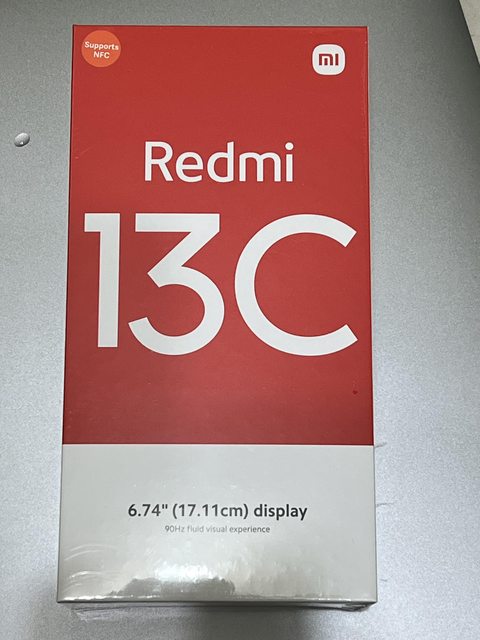 Supports
NFC
mi
Redmi
13C
6.74" (17.11cm) display
90Hz fluid visual experience